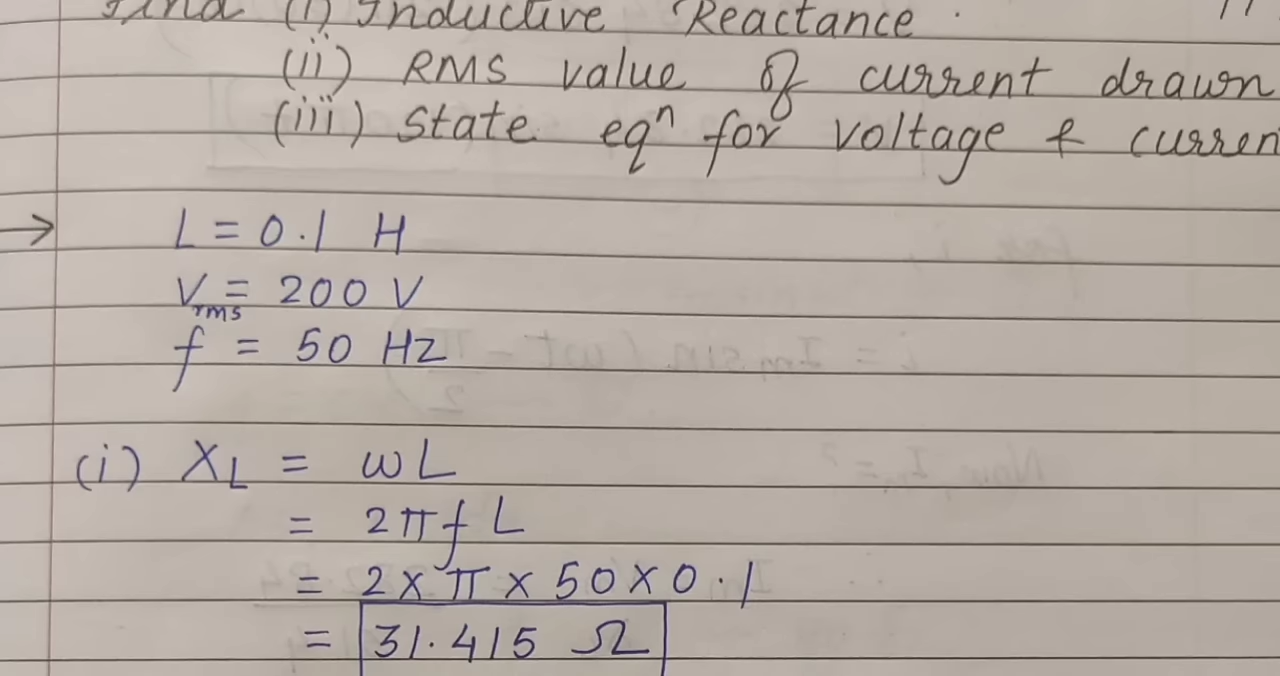 Find (i) Inductive Reactance.
(ii) RMS value of current drawn
(iii) State eqⁿ for voltage & curren
→ L = 0.1 H
Vrms = 200 V
f = 50 Hz
(i) XL = ωL
= 2πfL
= 2 × π × 50 × 0.1
= 31.415 Ω